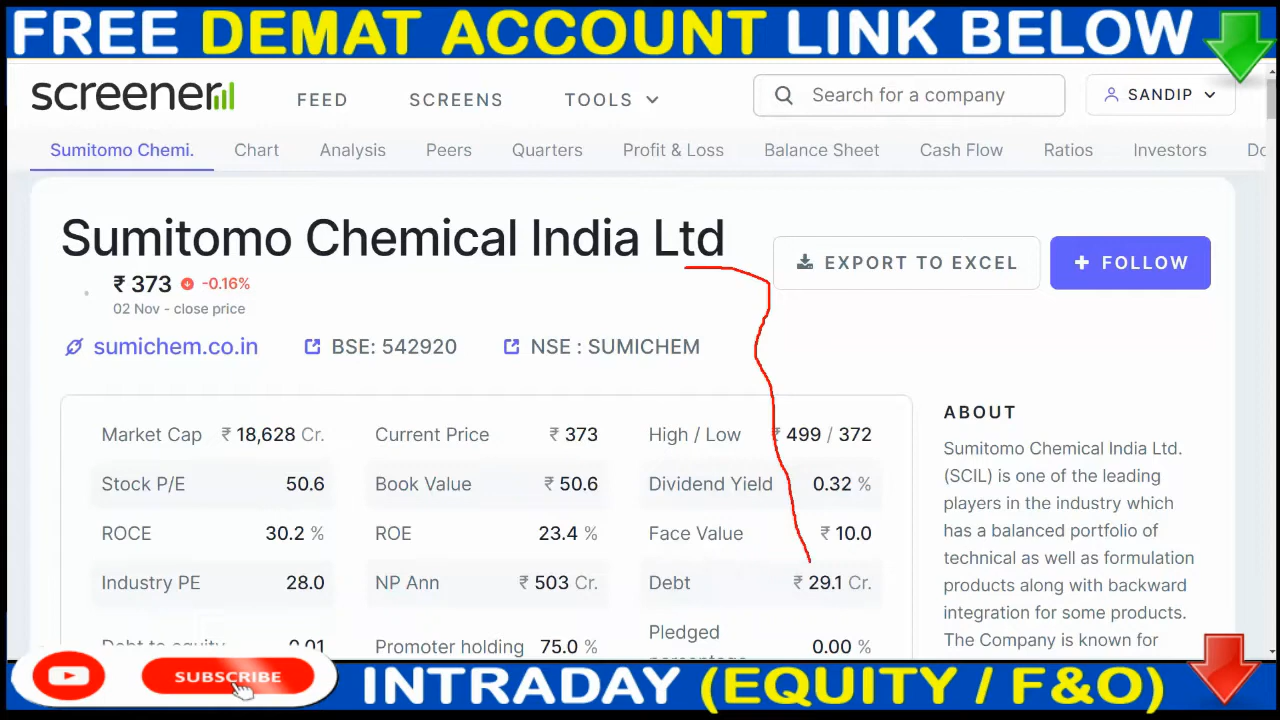 FREE DEMAT ACCOUNT LINK BELOW
screener FEED SCREENS TOOLS Search for a company SANDIP
Sumitomo Chemi. Chart Analysis Peers Quarters Profit & Loss Balance Sheet Cash Flow Ratios Investors Do
Sumitomo Chemical India Ltd
EXPORT TO EXCEL + FOLLOW
₹ 373 -0.16%
02 Nov - close price
sumichem.co.in BSE: 542920 NSE : SUMICHEM
Market Cap ₹ 18,628 Cr. Current Price ₹ 373 High / Low ₹ 499 / 372
Stock P/E 50.6 Book Value ₹ 50.6 Dividend Yield 0.32 %
ROCE 30.2 % ROE 23.4 % Face Value ₹ 10.0
Industry PE 28.0 NP Ann ₹ 503 Cr. Debt ₹ 29.1 Cr.
Debt to equity 0.01 Promoter holding 75.0 % Pledged percentage 0.00 %
ABOUT
Sumitomo Chemical India Ltd.
(SCIL) is one of the leading
players in the industry which
has a balanced portfolio of
technical as well as formulation
products along with backward
integration for some products.
The Company is known for
SUBSCRIBE
INTRADAY (EQUITY / F&O)